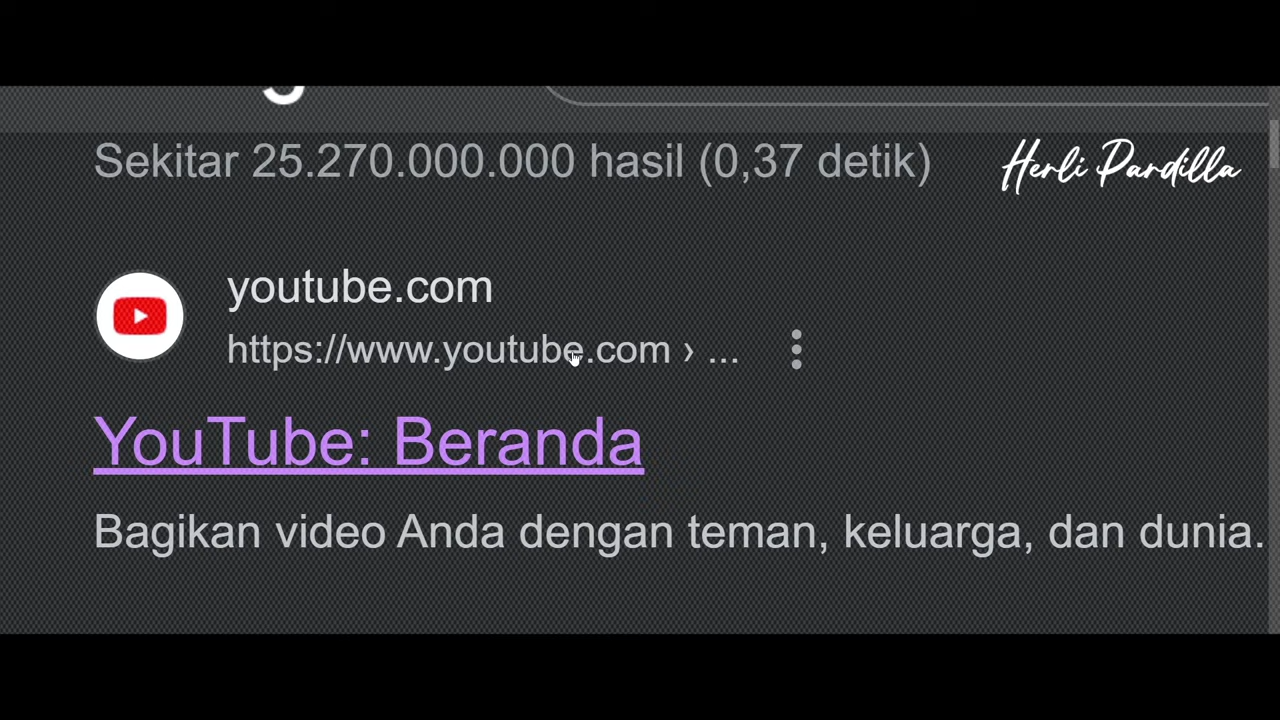 Sekitar 25.270.000.000 hasil (0,37 detik)
Herli Pardilla
youtube.com
https://www.youtube.com › ...
YouTube: Beranda
Bagikan video Anda dengan teman, keluarga, dan dunia.